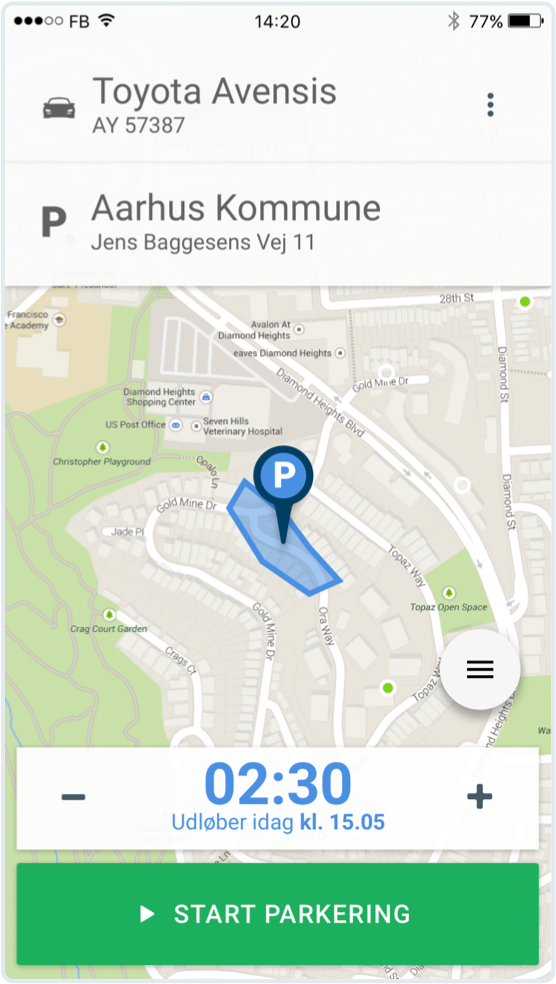 FB 14:20 77%
Toyota Avensis
AY 57387
P Aarhus Kommune
Jens Baggesens Vej 11
28th St
Francisco
Academy
Avalon At
Diamond Heights
eaves Diamond Heights
Diamond St
Gold Mine Dr
Diamond Heights Blvd
Diamond Heights
Shopping Center
US Post Office
Seven Hills
Veterinary Hospital
Christopher Playground
Opalo Ln
P
Gold Mine Dr
Jade Pl
Diamond St
Topaz Way
Topaz Open Space
Crag Court Garden
Gold Mine Dr
Ora Way
Crags Ct
Topaz Way
nd Heights B
Wa
02:30
Udløber idag kl. 15.05
START PARKERING